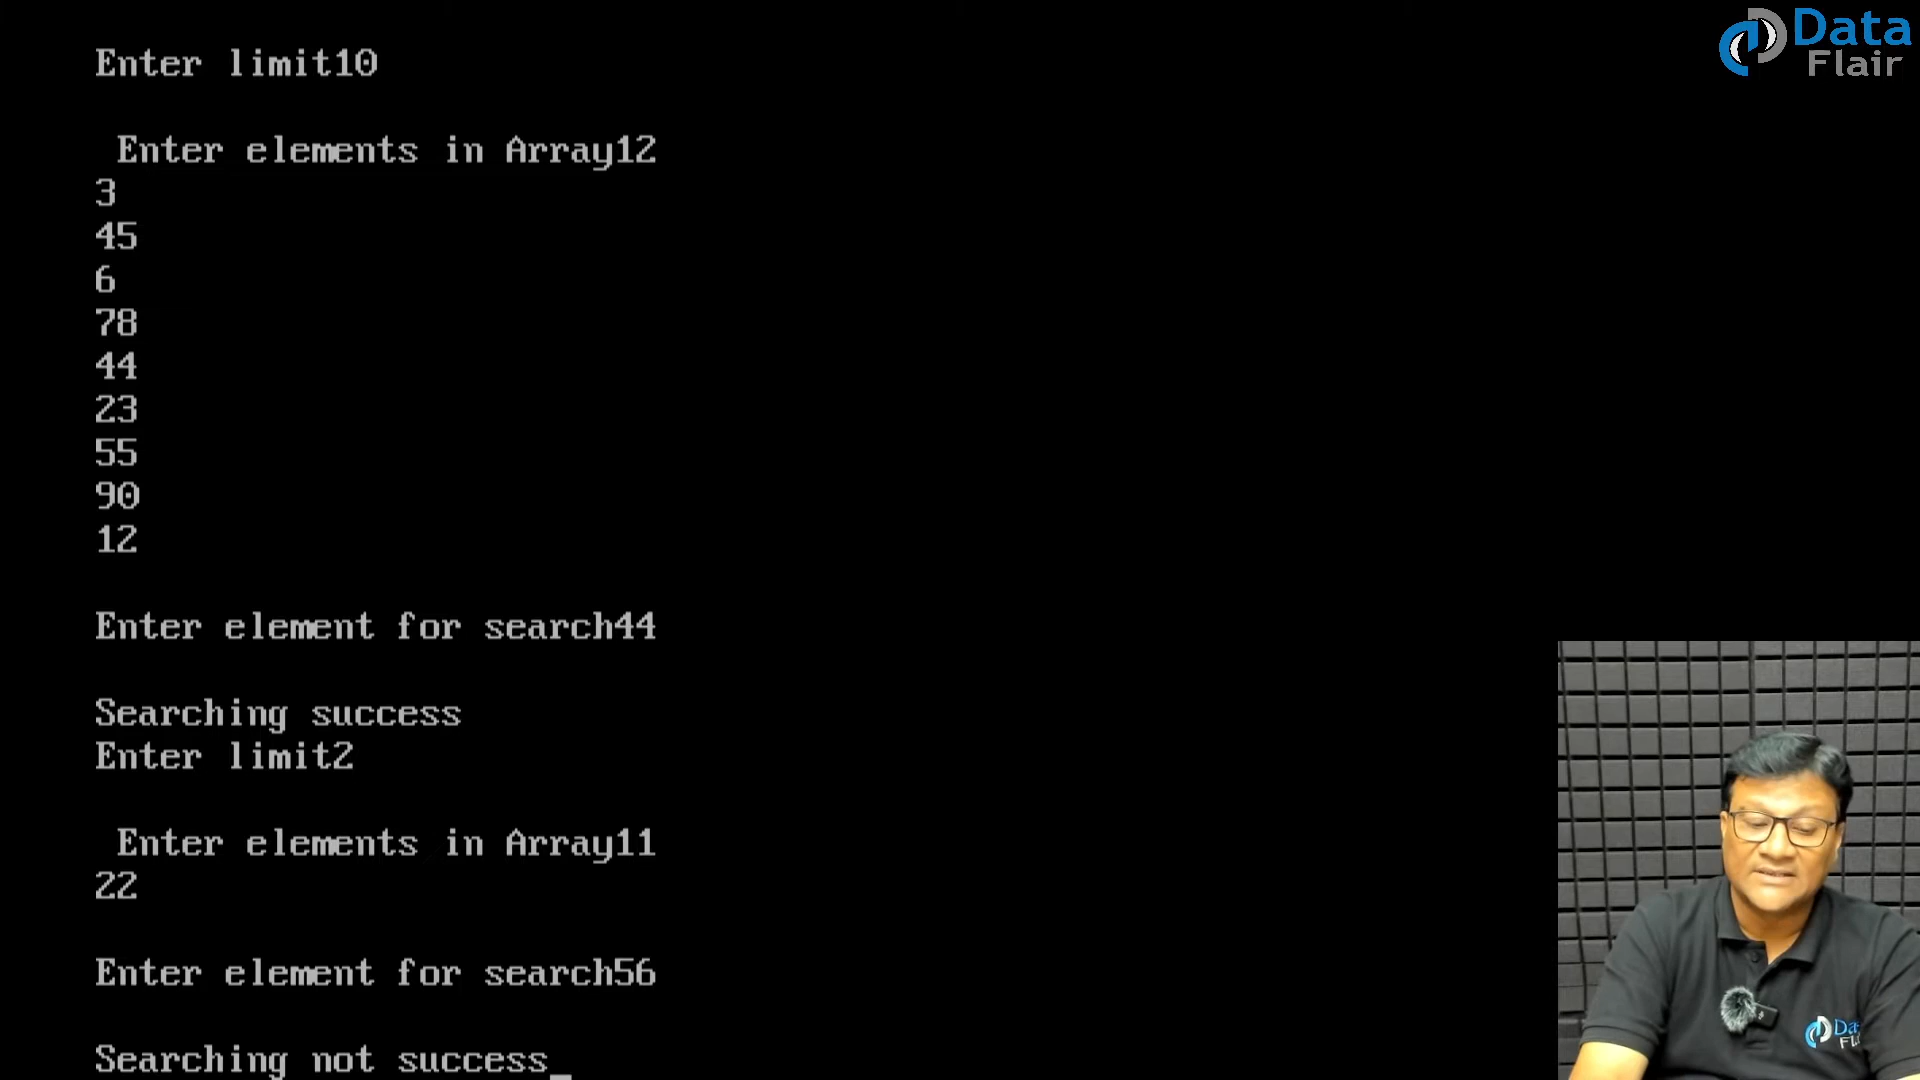 Data
Flair
Enter limit10
Enter elements in Array12
3
45
6
78
44
23
55
90
12
Enter element for search44
Searching success
Enter limit2
Enter elements in Array11
22
Enter element for search56
Searching not success_